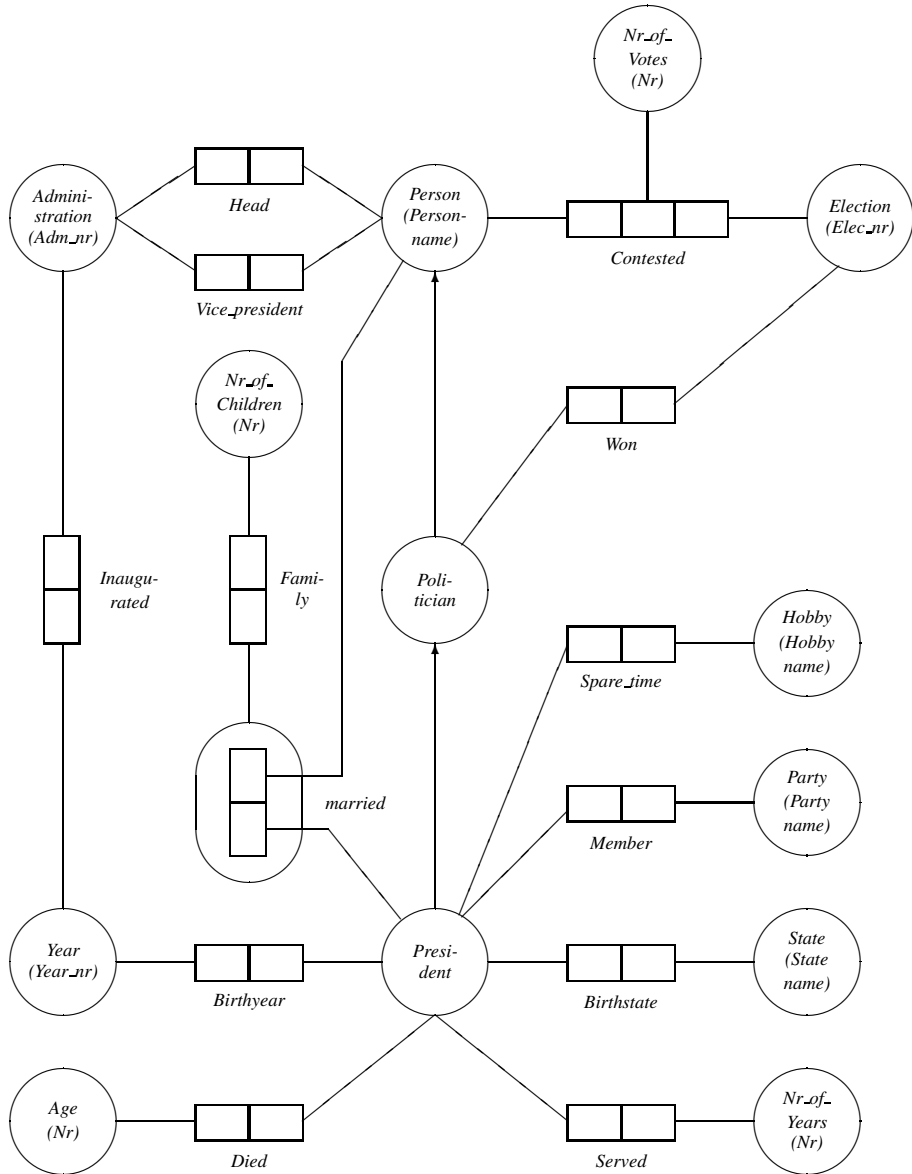 Nr_of_
Votes
(Nr)
Admini-
stration
(Adm_nr)
Head
Person
(Person-
name)
Contested
Election
(Elec_nr)
Vice_president
Nr_of_
Children
(Nr)
Won
Inaugu-
rated
Fami-
ly
Poli-
tician
Hobby
(Hobby
name)
Spare_time
married
Party
(Party
name)
Member
Year
(Year_nr)
Birthyear
Presi-
dent
Birthstate
State
(State
name)
Age
(Nr)
Died
Served
Nr_of_
Years
(Nr)